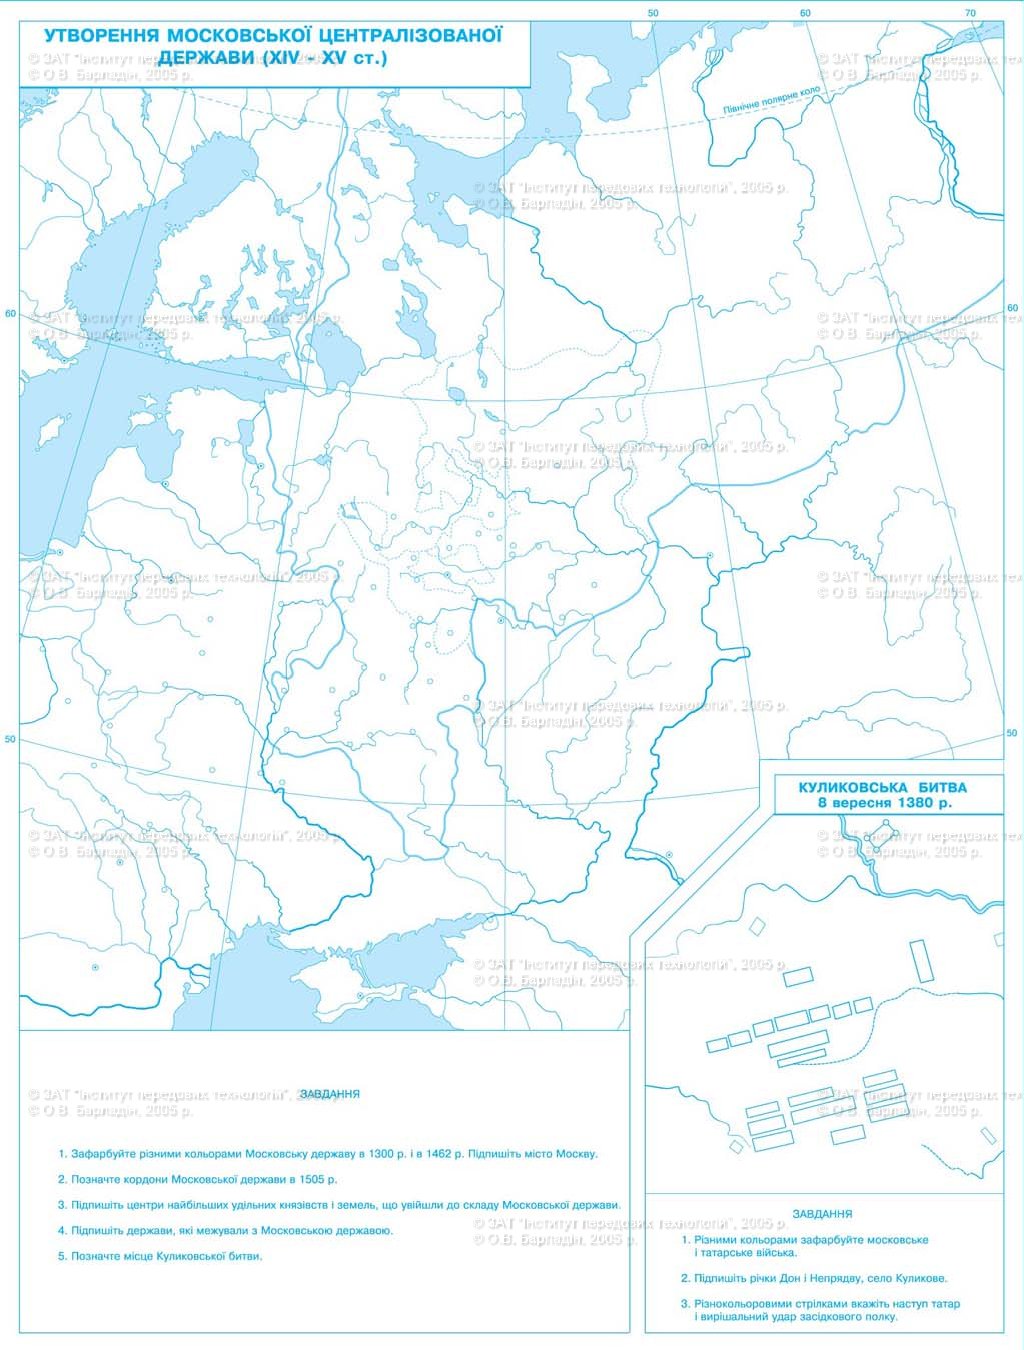 50
60
70
УТВОРЕННЯ МОСКОВСЬКОЇ ЦЕНТРАЛІЗОВАНОЇ
ДЕРЖАВИ (XIV – XV ст.)
© ЗАТ "Інститут передових технологій", 2005 р.
© О.В. Барладін, 2005 р.
Північне полярне коло
60
60
50
50
КУЛИКОВСЬКА БИТВА
8 вересня 1380 р.
ЗАВДАННЯ
1. Зафарбуйте різними кольорами Московську державу в 1300 р. і в 1462 р. Підпишіть місто Москву.
2. Позначте кордони Московської держави в 1505 р.
3. Підпишіть центри найбільших удільних князівств і земель, що увійшли до складу Московської держави.
4. Підпишіть держави, які межували з Московською державою.
5. Позначте місце Куликовської битви.
ЗАВДАННЯ
1. Різними кольорами зафарбуйте московське
і татарське війська.
2. Підпишіть річки Дон і Непрядву, село Куликове.
3. Різнокольоровими стрілками вкажіть наступ татар
і вирішальний удар засідкового полку.